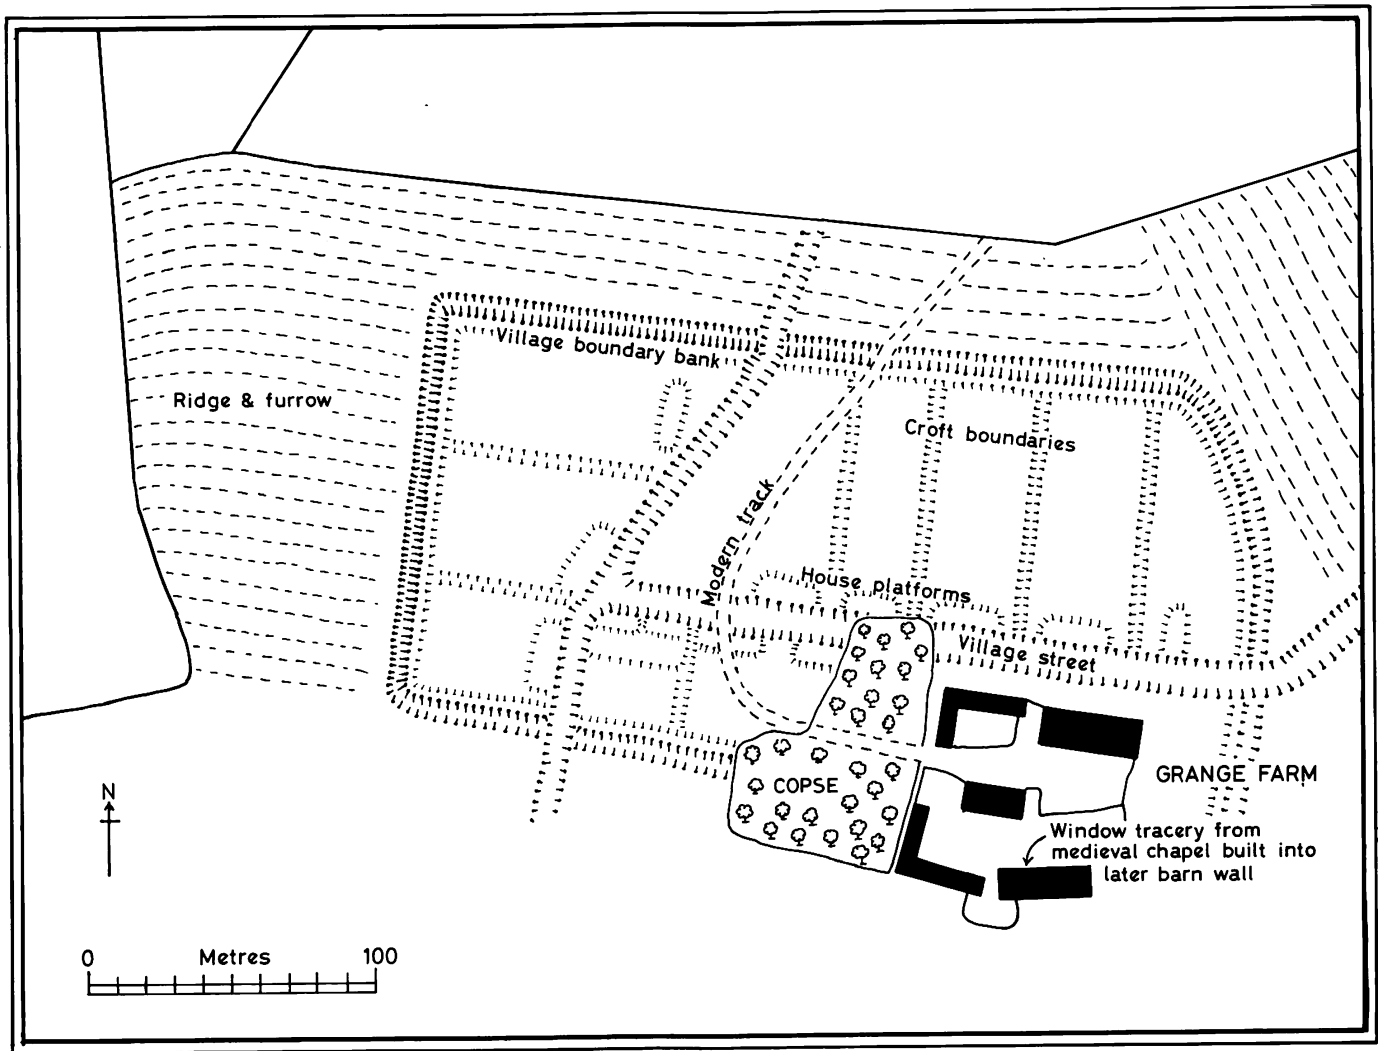 Village boundary bank
Ridge & furrow
Croft boundaries
Modern track
House platforms
Village street
COPSE
GRANGE FARM
Window tracery from
medieval chapel built into
later barn wall
N
0 Metres 100